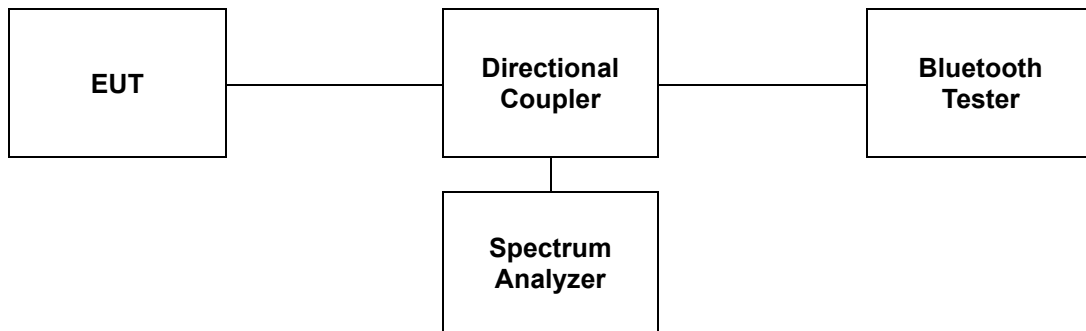 EUT
Directional
Coupler
Bluetooth
Tester
Spectrum
Analyzer